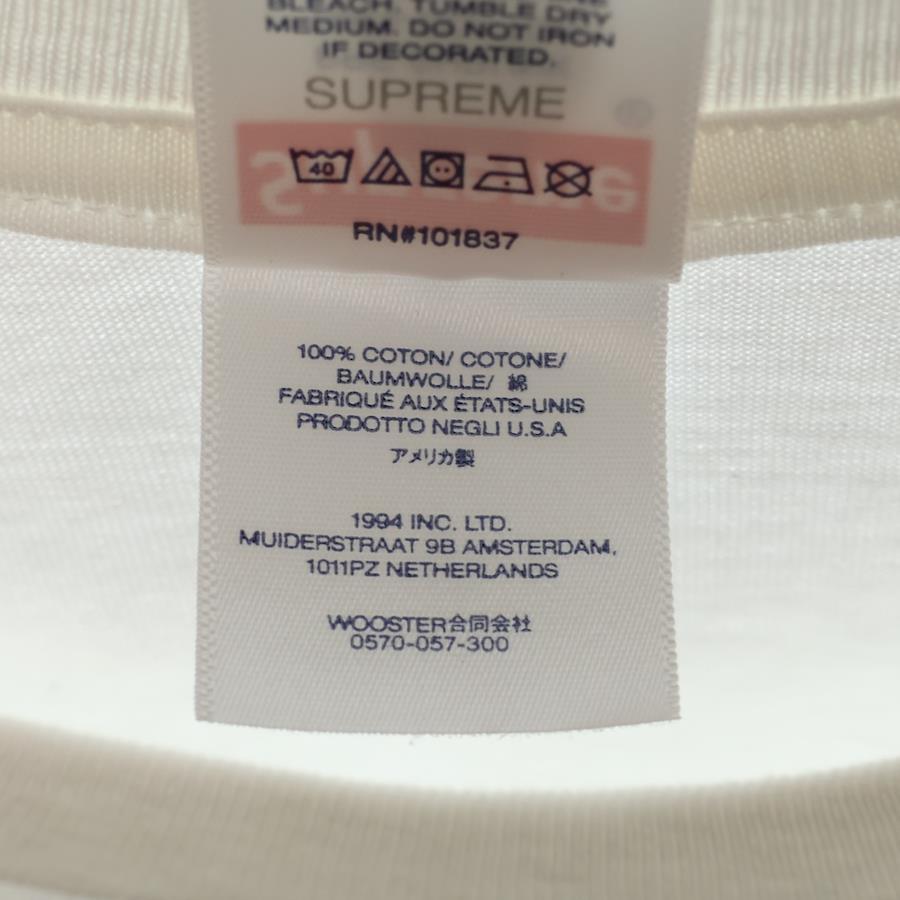 BLEACH. TUMBLE DRY
MEDIUM. DO NOT IRON
IF DECORATED.
SUPREME
Supreme
40
RN#101837
100% COTON/ COTONE/
BAUMWOLLE/ 綿
FABRIQUÉ AUX ÉTATS-UNIS
PRODOTTO NEGLI U.S.A
アメリカ製
1994 INC. LTD.
MUIDERSTRAAT 9B AMSTERDAM,
1011PZ NETHERLANDS
WOOSTER合同会社
0570-057-300